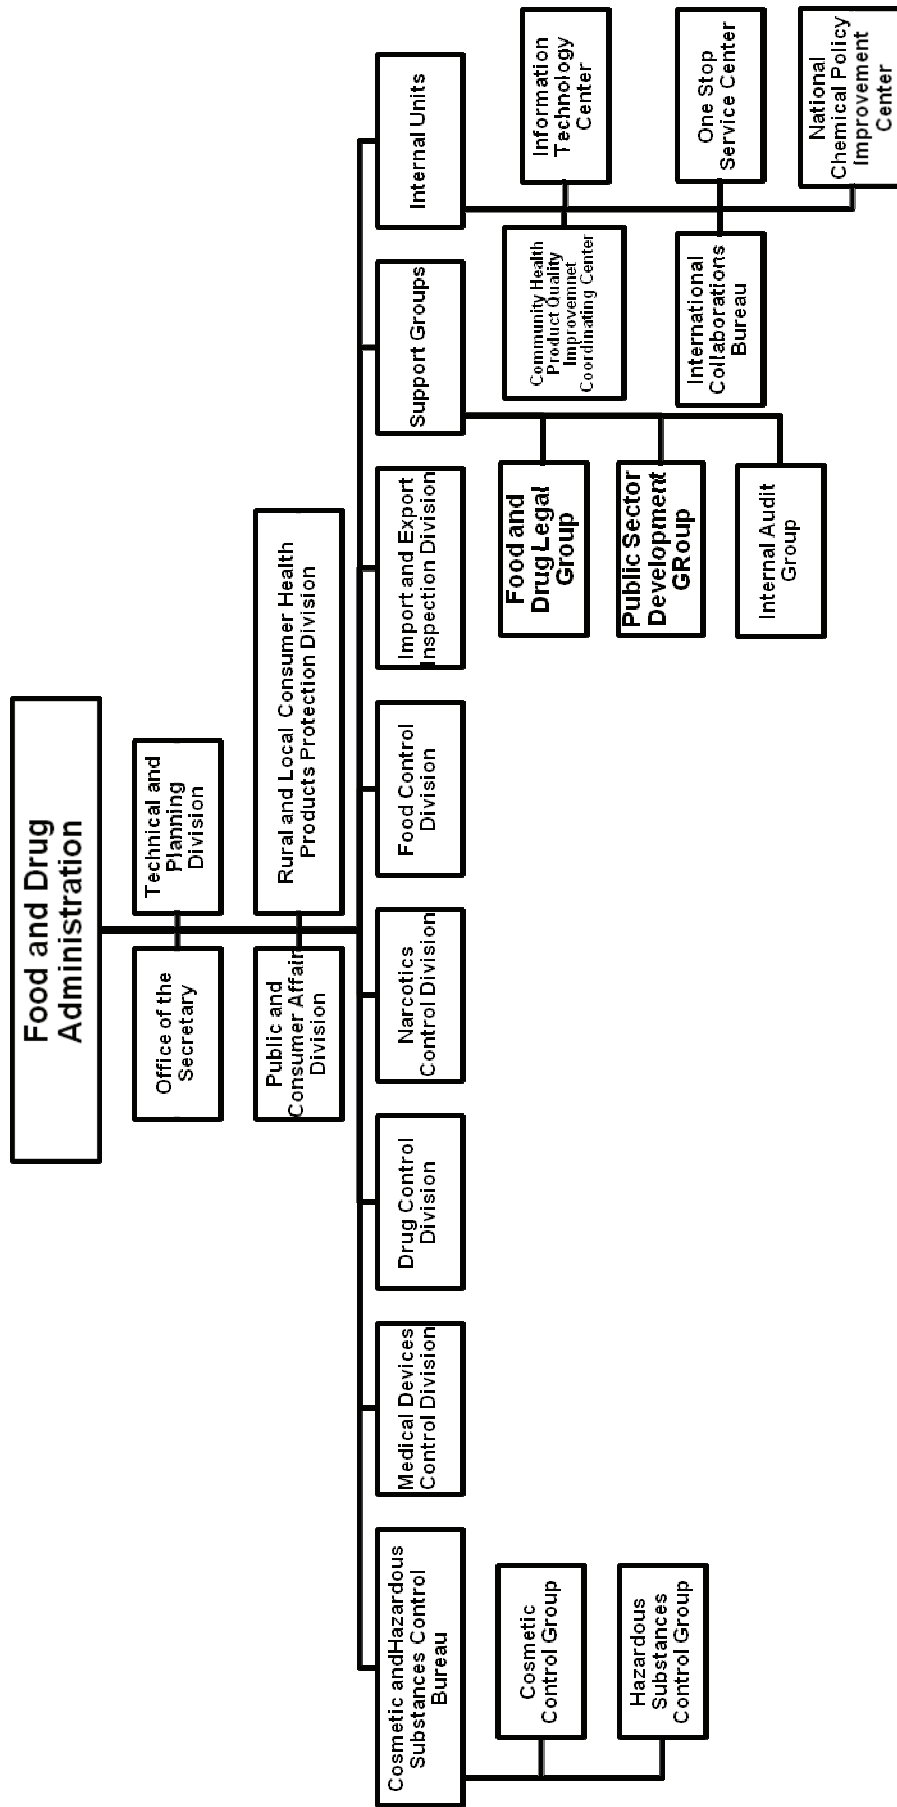 Food and Drug
Administration
Office of the
Secretary
Technical and
Planning
Division
Public and
Consumer Affair
Division
Rural and Local Consumer Health
Products Protection Division
Cosmetic andHazardous
Substances Control
Bureau
Medical Devices
Control Division
Drug Control
Division
Narcotics
Control Division
Food Control
Division
Import and Export
Inspection Division
Support Groups
Internal Units
Cosmetic
Control Group
Hazardous
Substances
Control Group
Food and
Drug Legal
Group
Public Sector
Development
GRoup
Internal Audit
Group
Community Health
Product Quality
Improvemnet
Coordinating Center
Information
Technology
Center
International
Collaborations
Bureau
One Stop
Service Center
National
Chemical Policy
Improvement
Center